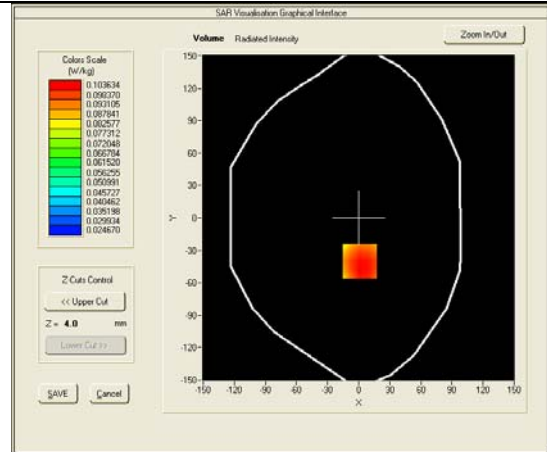 SAR Visualisation Graphical Interface
Volume Radiated Intensity
Zoom In/Out
Colors Scale
(W/kg)
0.103634
0.098370
0.093105
0.087841
0.082577
0.077312
0.072048
0.066784
0.061520
0.056255
0.050991
0.045727
0.040462
0.035198
0.029934
0.024670
Z Cuts Control
<< Upper Cut
Z = 4.0 mm
Lower Cut >>
SAVE Cancel
150-
120-
90-
60-
30-
0-
-30-
-60-
-90-
-120-
-150-
Y
-150 -120 -90 -60 -30 0 30 60 90 120 150
X